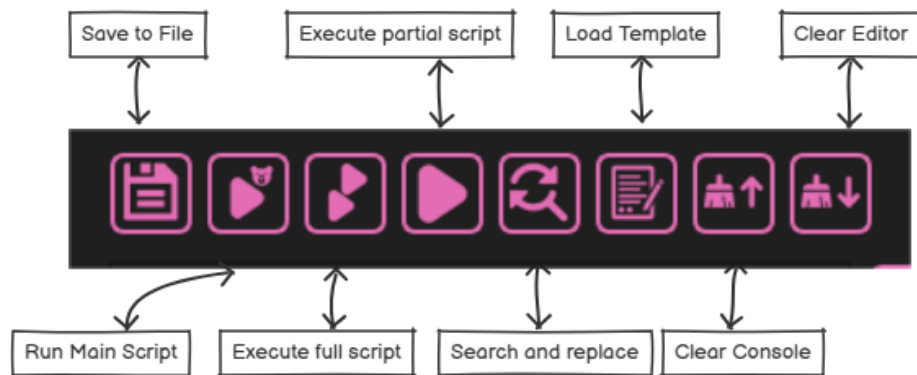 Save to File
Execute partial script
Load Template
Clear Editor
Run Main Script
Execute full script
Search and replace
Clear Console